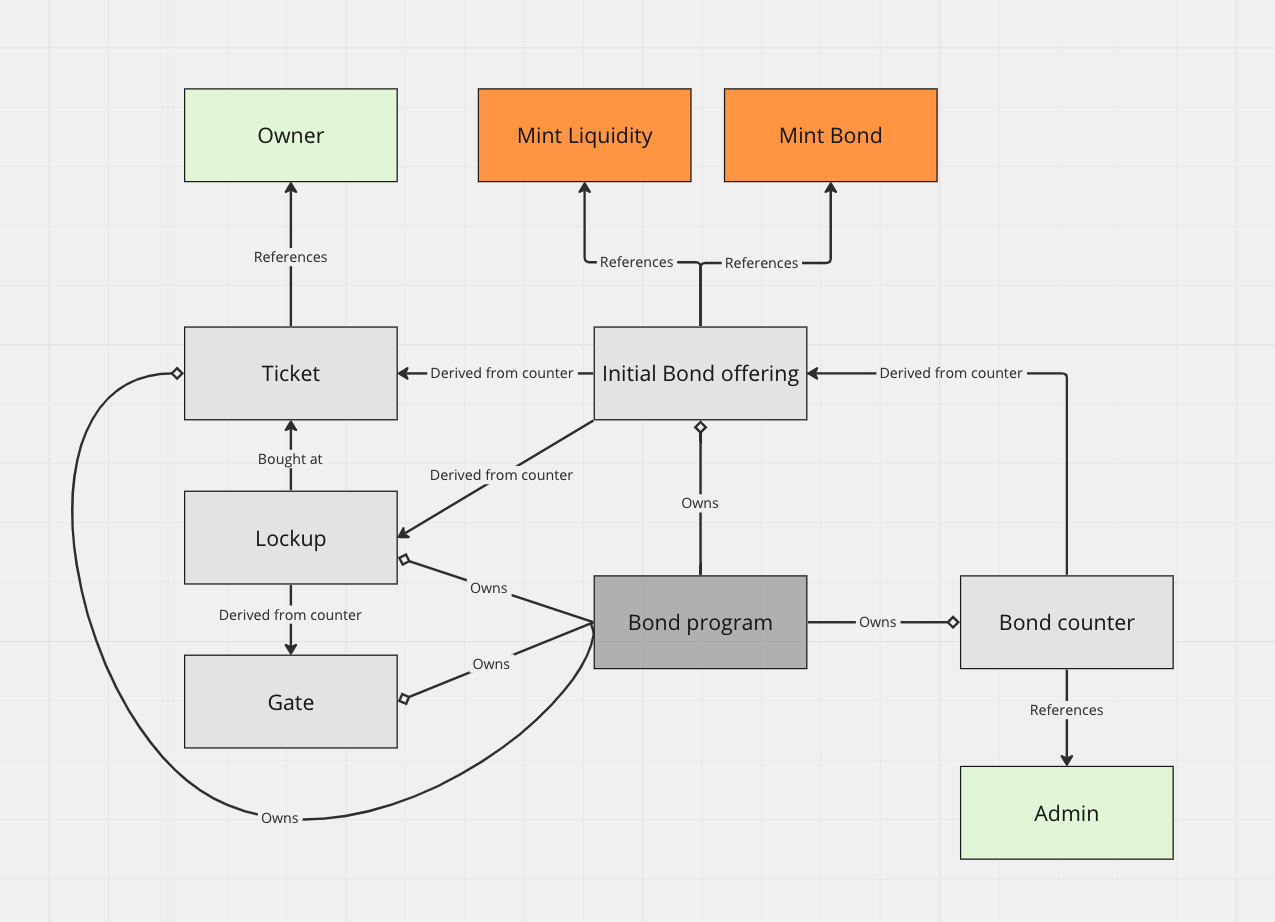 Owner
Mint Liquidity
Mint Bond
References
References
References
Ticket
Derived from counter
Initial Bond offering
Derived from counter
Bought at
Derived from counter
Owns
Lockup
Owns
Derived from counter
Bond program
Owns
Bond counter
Owns
Gate
References
Owns
Admin